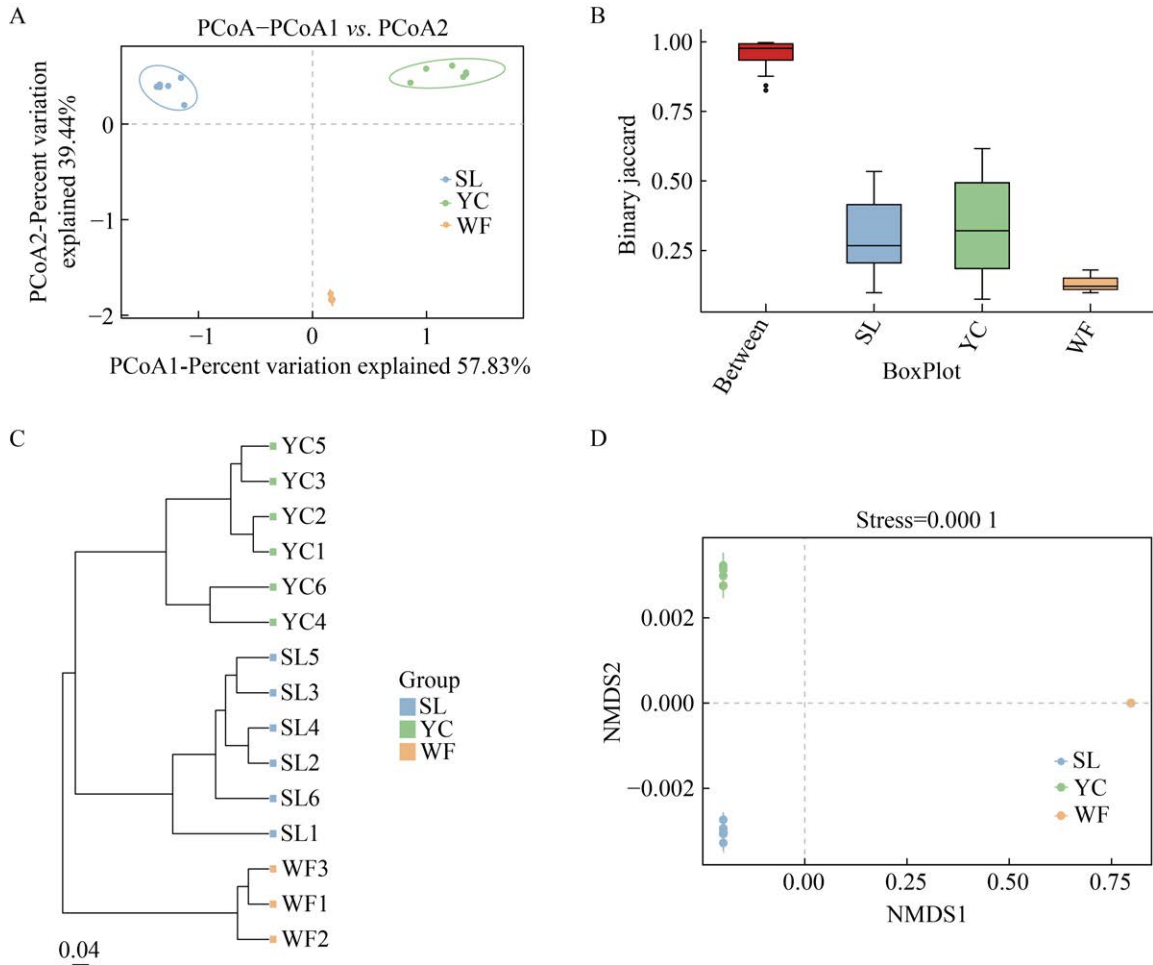 A
PCoA−PCoA1 vs. PCoA2
PCoA2-Percent variation
explained 39.44%
0
−1
−2
SL
YC
WF
−1
0
1
PCoA1-Percent variation explained 57.83%
B
Binary jaccard
1.00
0.75
0.50
0.25
Between
SL
YC
WF
BoxPlot
C
YC5
YC3
YC2
YC1
YC6
YC4
SL5
SL3
SL4
SL2
SL6
SL1
WF3
WF1
WF2
0.04
Group
SL
YC
WF
D
Stress=0.000 1
NMDS2
0.002
0.000
−0.002
SL
YC
WF
0.00
0.25
0.50
0.75
NMDS1